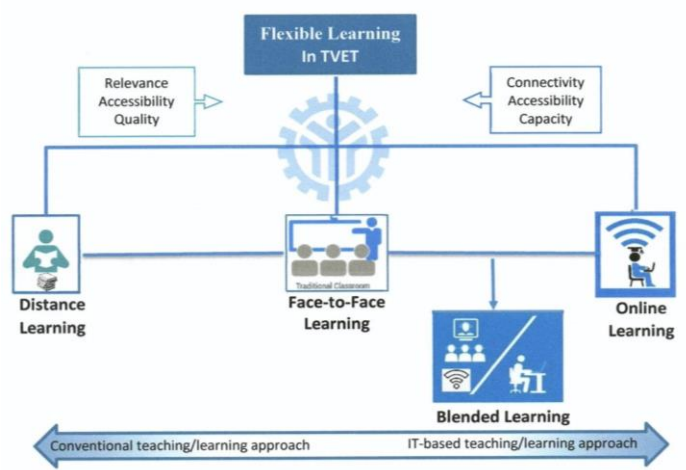 Flexible Learning
In TVET
Relevance
Accessibility
Quality
Connectivity
Accessibility
Capacity
Traditional Classroom
Distance
Learning
Face-to-Face
Learning
Online
Learning
Blended Learning
Conventional teaching/learning approach
IT-based teaching/learning approach